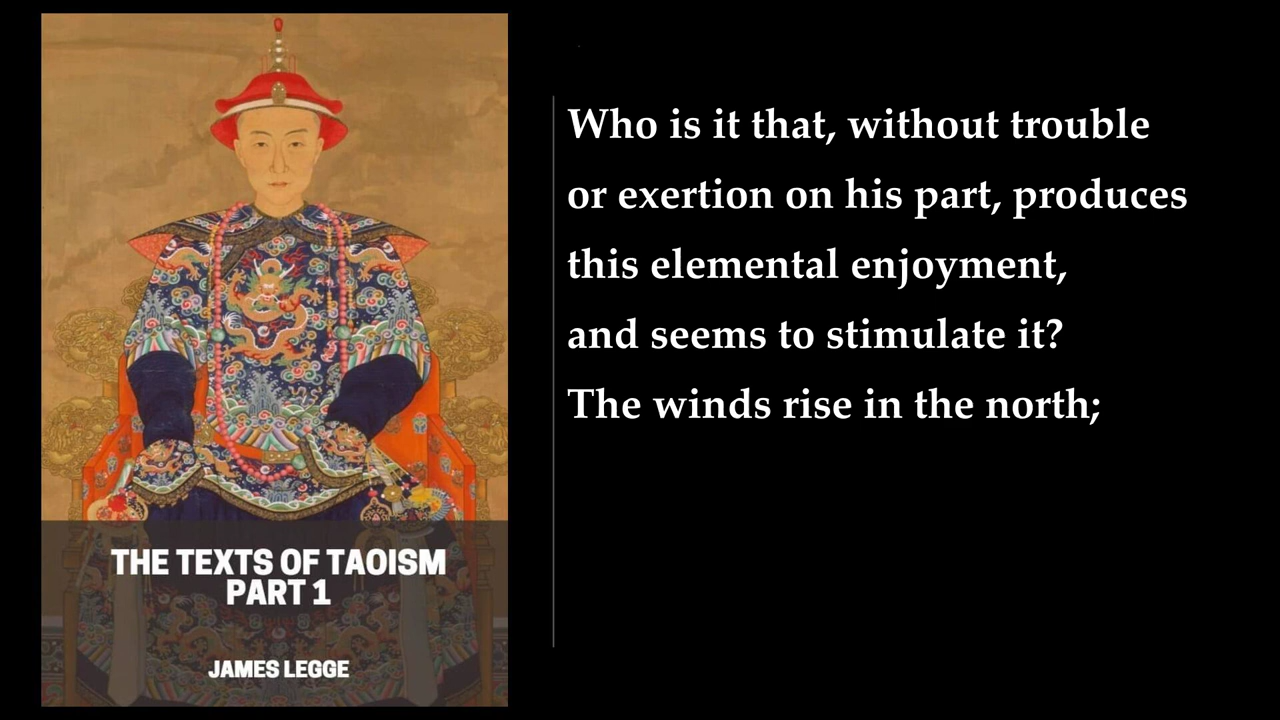 THE TEXTS OF TAOISM
PART 1
JAMES LEGGE
Who is it that, without trouble
or exertion on his part, produces
this elemental enjoyment,
and seems to stimulate it?
The winds rise in the north;